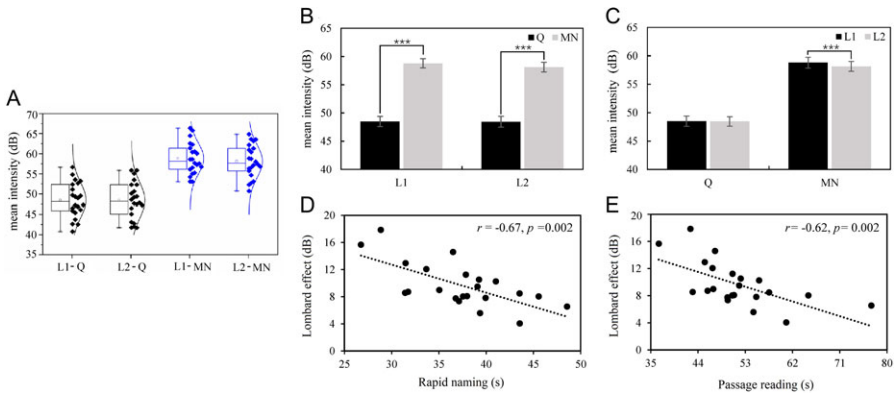 A
mean intensity (dB)
70
65
60
55
50
45
40
35
L1- Q
L2- Q
L1- MN
L2- MN
B
mean intensity (dB)
65
60
55
50
45
40
Q MN
***
***
L1
L2
C
mean intensity (dB)
65
60
55
50
45
40
L1 L2
***
Q
MN
D
Lombard effect (dB)
20
16
12
8
4
0
r = -0.67, p =0.002
25 30 35 40 45 50
Rapid naming (s)
E
Lombard effect (dB)
20
16
12
8
4
0
r = -0.62, p = 0.002
36 44 53 62 71 80
Passage reading (s)